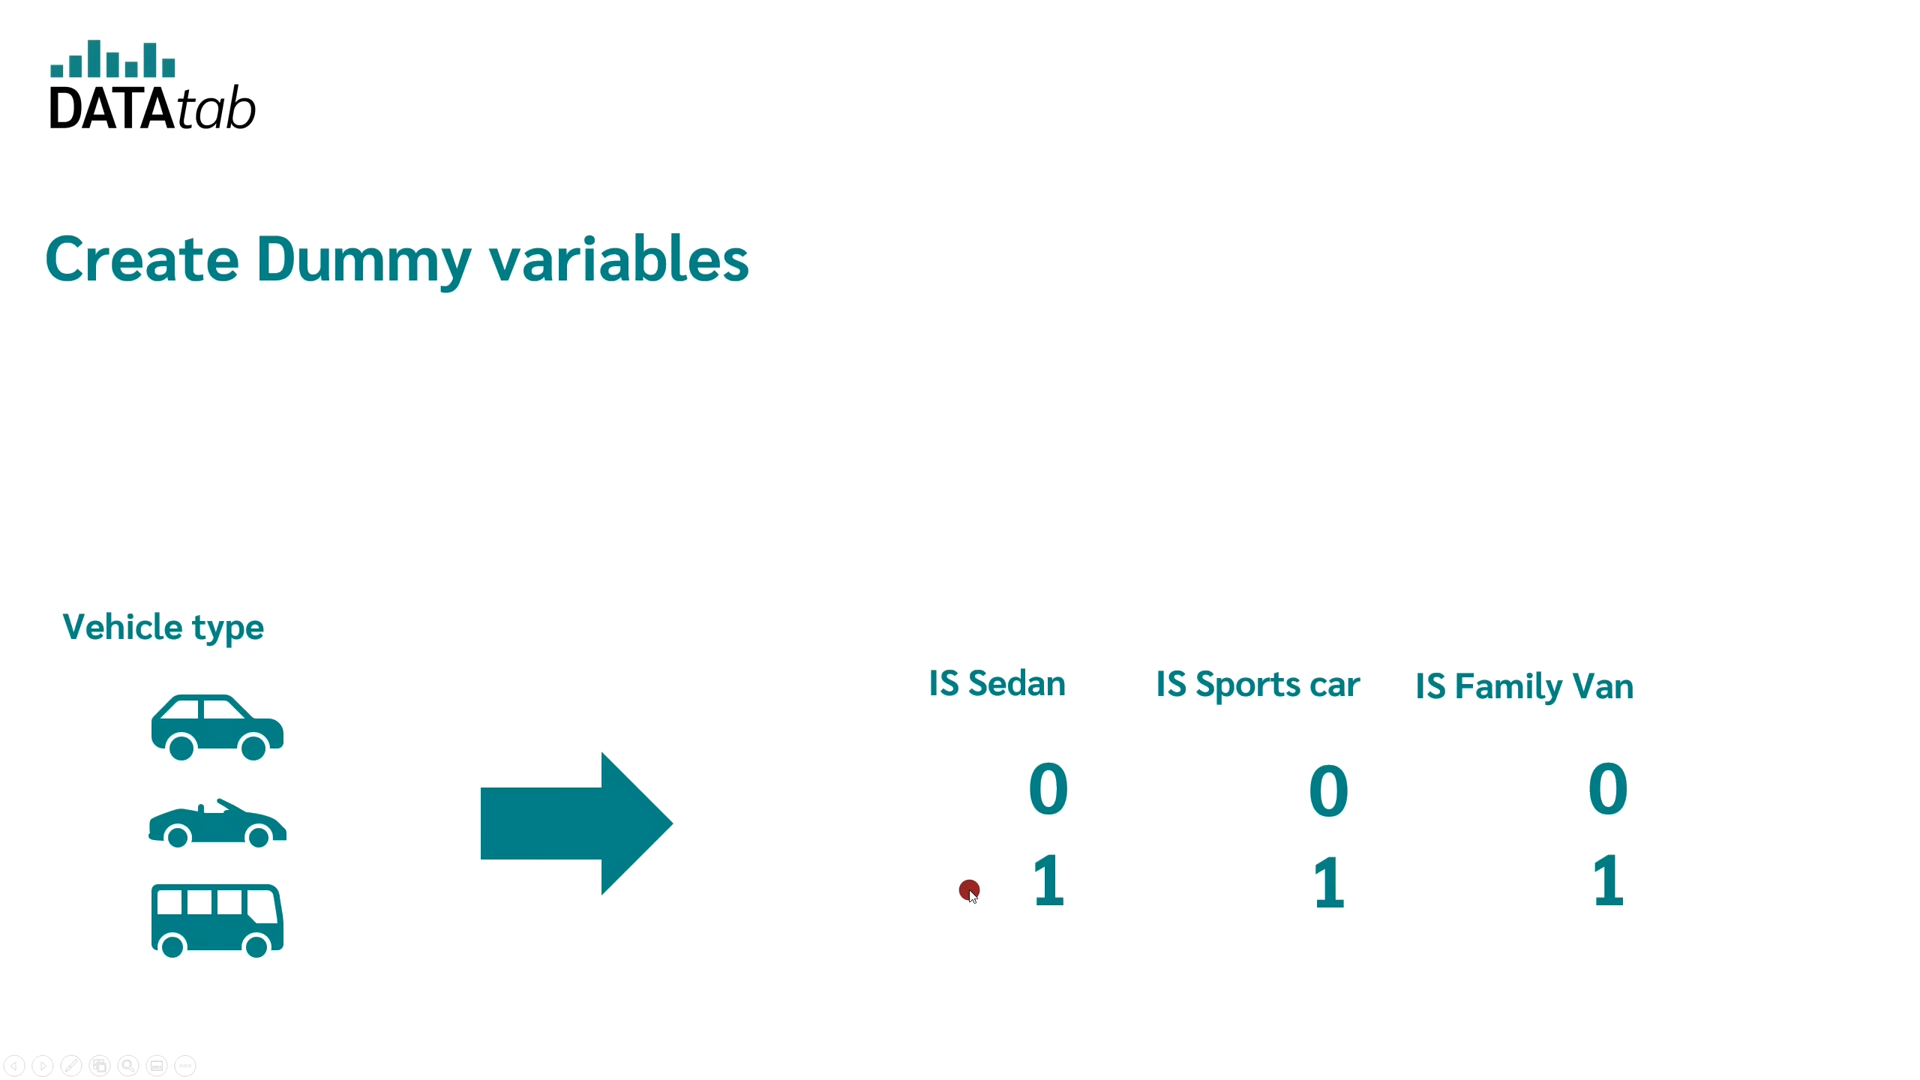 DATAtab
Create Dummy variables
Vehicle type
IS Sedan IS Sports car IS Family Van
0 0 0
1 1 1